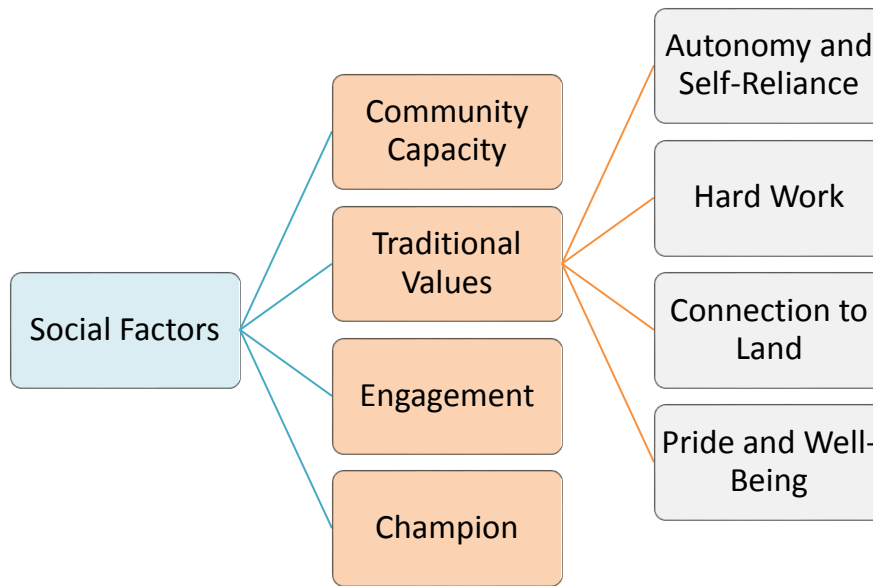 Social Factors
Community
Capacity
Traditional
Values
Engagement
Champion
Autonomy and
Self-Reliance
Hard Work
Connection to
Land
Pride and Well-
Being